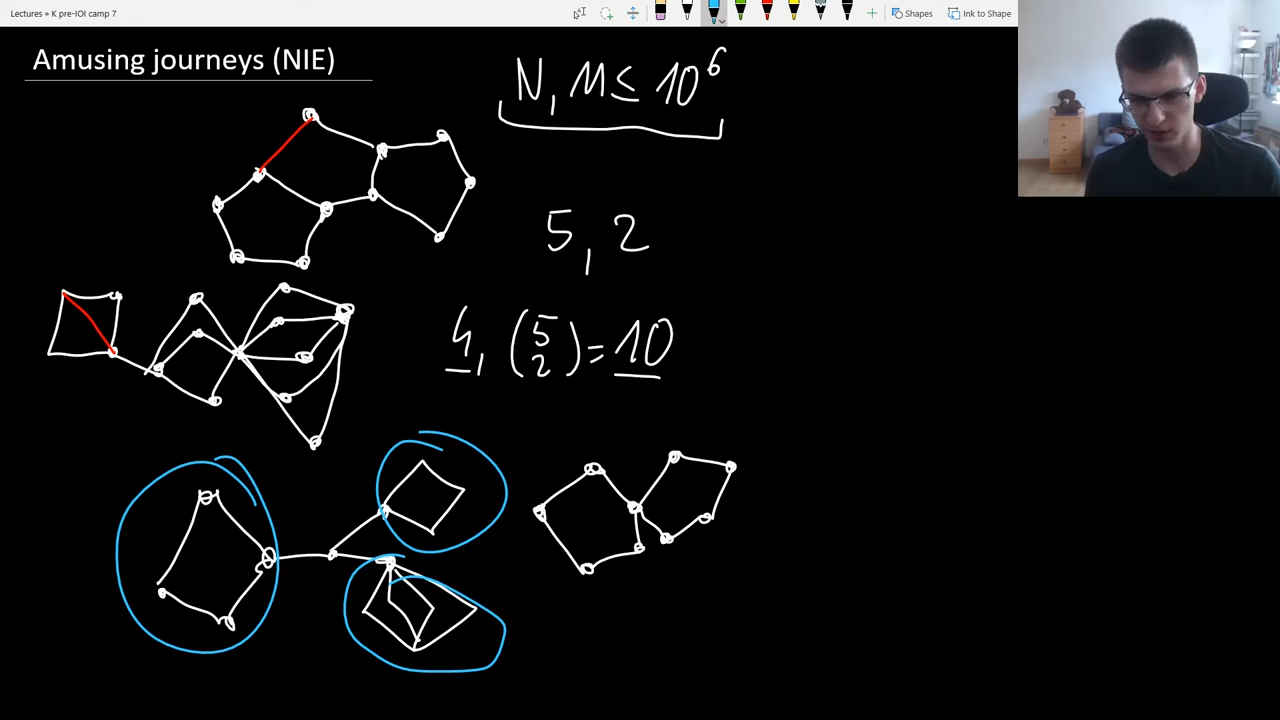 Lectures » K pre-IOI camp 7
Shapes
Ink to Shape
Amusing journeys (NIE)
N, M ≤ 10^6
5, 2
4, (5 2) = 10